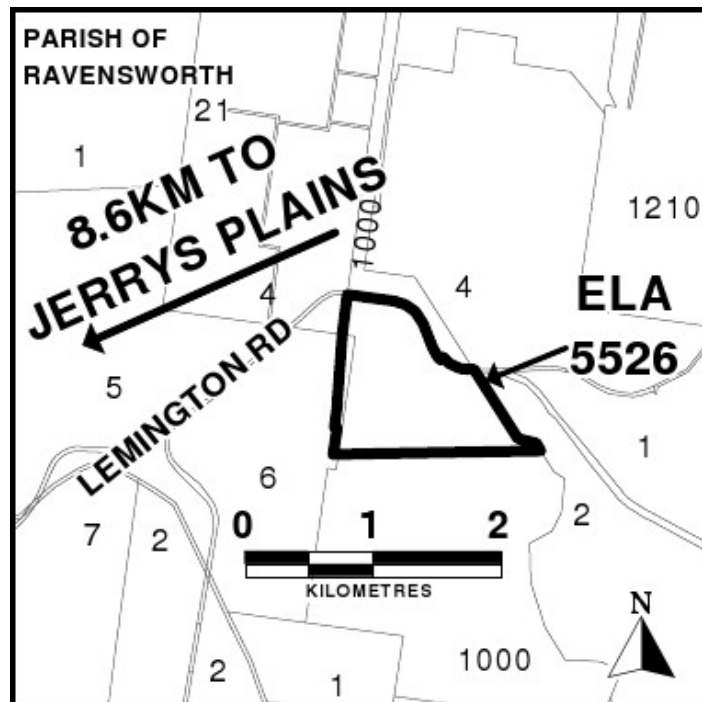 PARISH OF
RAVENSWORTH
21
1
8.6KM TO
JERRYS PLAINS
1000
1210
4
4
ELA
5526
LEMINGTON RD
5
1
6
7
2
2
0 1 2
KILOMETRES
N
2
1
1000